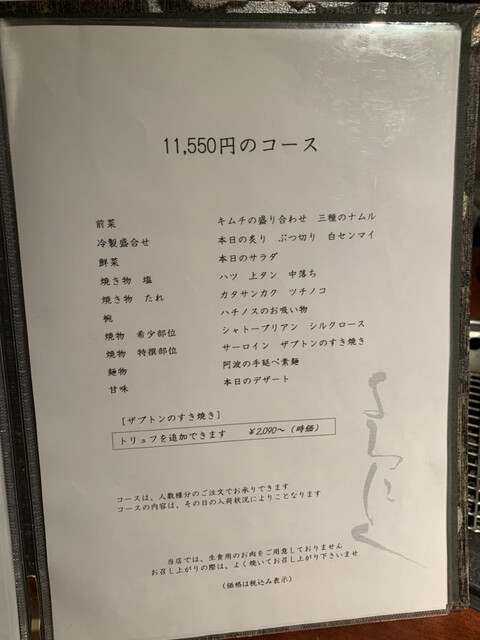 11,550円のコース
前菜 キムチの盛り合わせ 三種のナムル
冷製盛合せ 本日の炙り ぶつ切り 白センマイ
鮮菜 本日のサラダ
焼き物 塩 ハツ 上タン 中落ち
焼き物 たれ カタサンカク ツチノコ
椀 ハチノスのお吸い物
焼物 希少部位 シャトーブリアン シルクロース
焼物 特撰部位 サーロイン ザブトンのすき焼き
麺物 阿波の手延べ素麺
甘味 本日のデザート
[ザブトンのすき焼き]
トリュフを追加できます ¥2,090～(時価)
コースは、人数様分のご注文でお承りできます
コースの内容は、その日の入荷状況によりことなります
当店では、生食用のお肉をご用意しておりません
お召し上がりの際は、よく焼いてお召し上がり下さいませ
(価格は税込み表示)